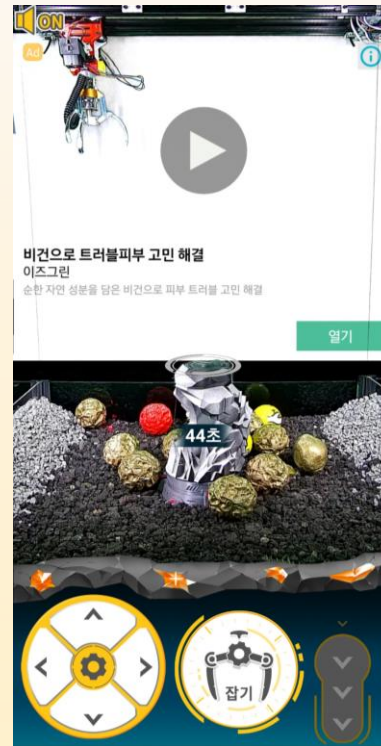 ON
Ad
비건으로 트러블피부 고민 해결
이즈그린
순한 자연 성분을 담은 비건으로 피부 트러블 고민 해결
열기
44초
잡기